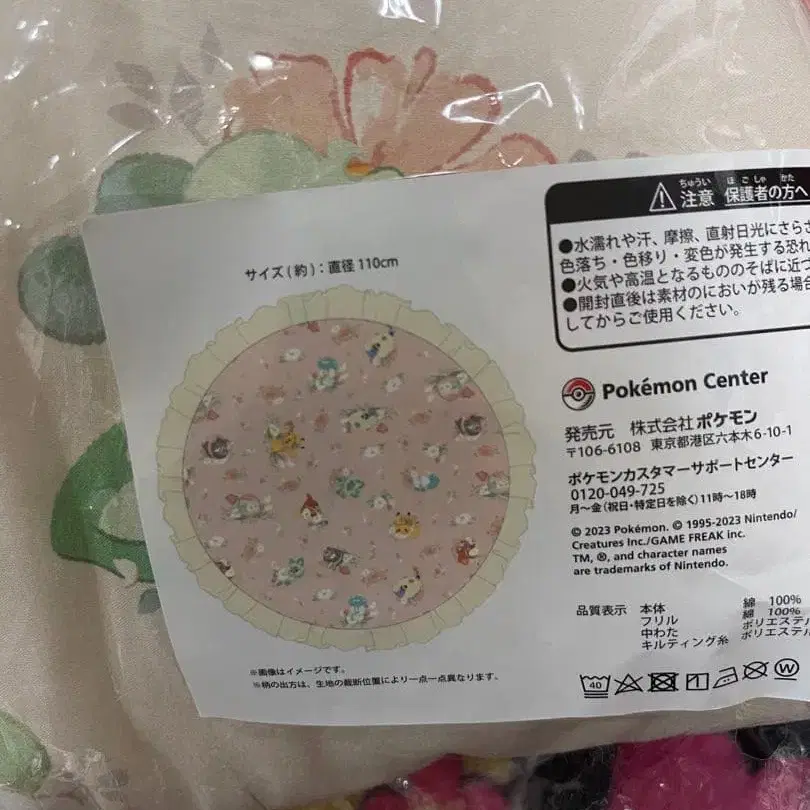 サイズ(約):直径110cm
ちゅうい ほごしゃ かた
注意 保護者の方へ
●水濡れや汗、摩擦、直射日光にさらさ
色落ち・色移り・変色が発生する恐れ
●火気や高温となるもののそばに近づ
●開封直後は素材のにおいが残る場合
してからご使用ください。
Pokémon Center
発売元 株式会社ポケモン
〒106-6108 東京都港区六本木6-10-1
ポケモンカスタマーサポートセンター
0120-049-725
月～金(祝日・特定日を除く)11時～18時
© 2023 Pokémon. © 1995-2023 Nintendo/
Creatures Inc./GAME FREAK inc.
TM, ®, and character names
are trademarks of Nintendo.
品質表示 本体 綿 100%
フリル 綿 100%
中わた ポリエステル
キルティング糸 ポリエステル
40
W
※画像はイメージです。
※柄の出方は、生地の裁断位置により一点一点異なります。